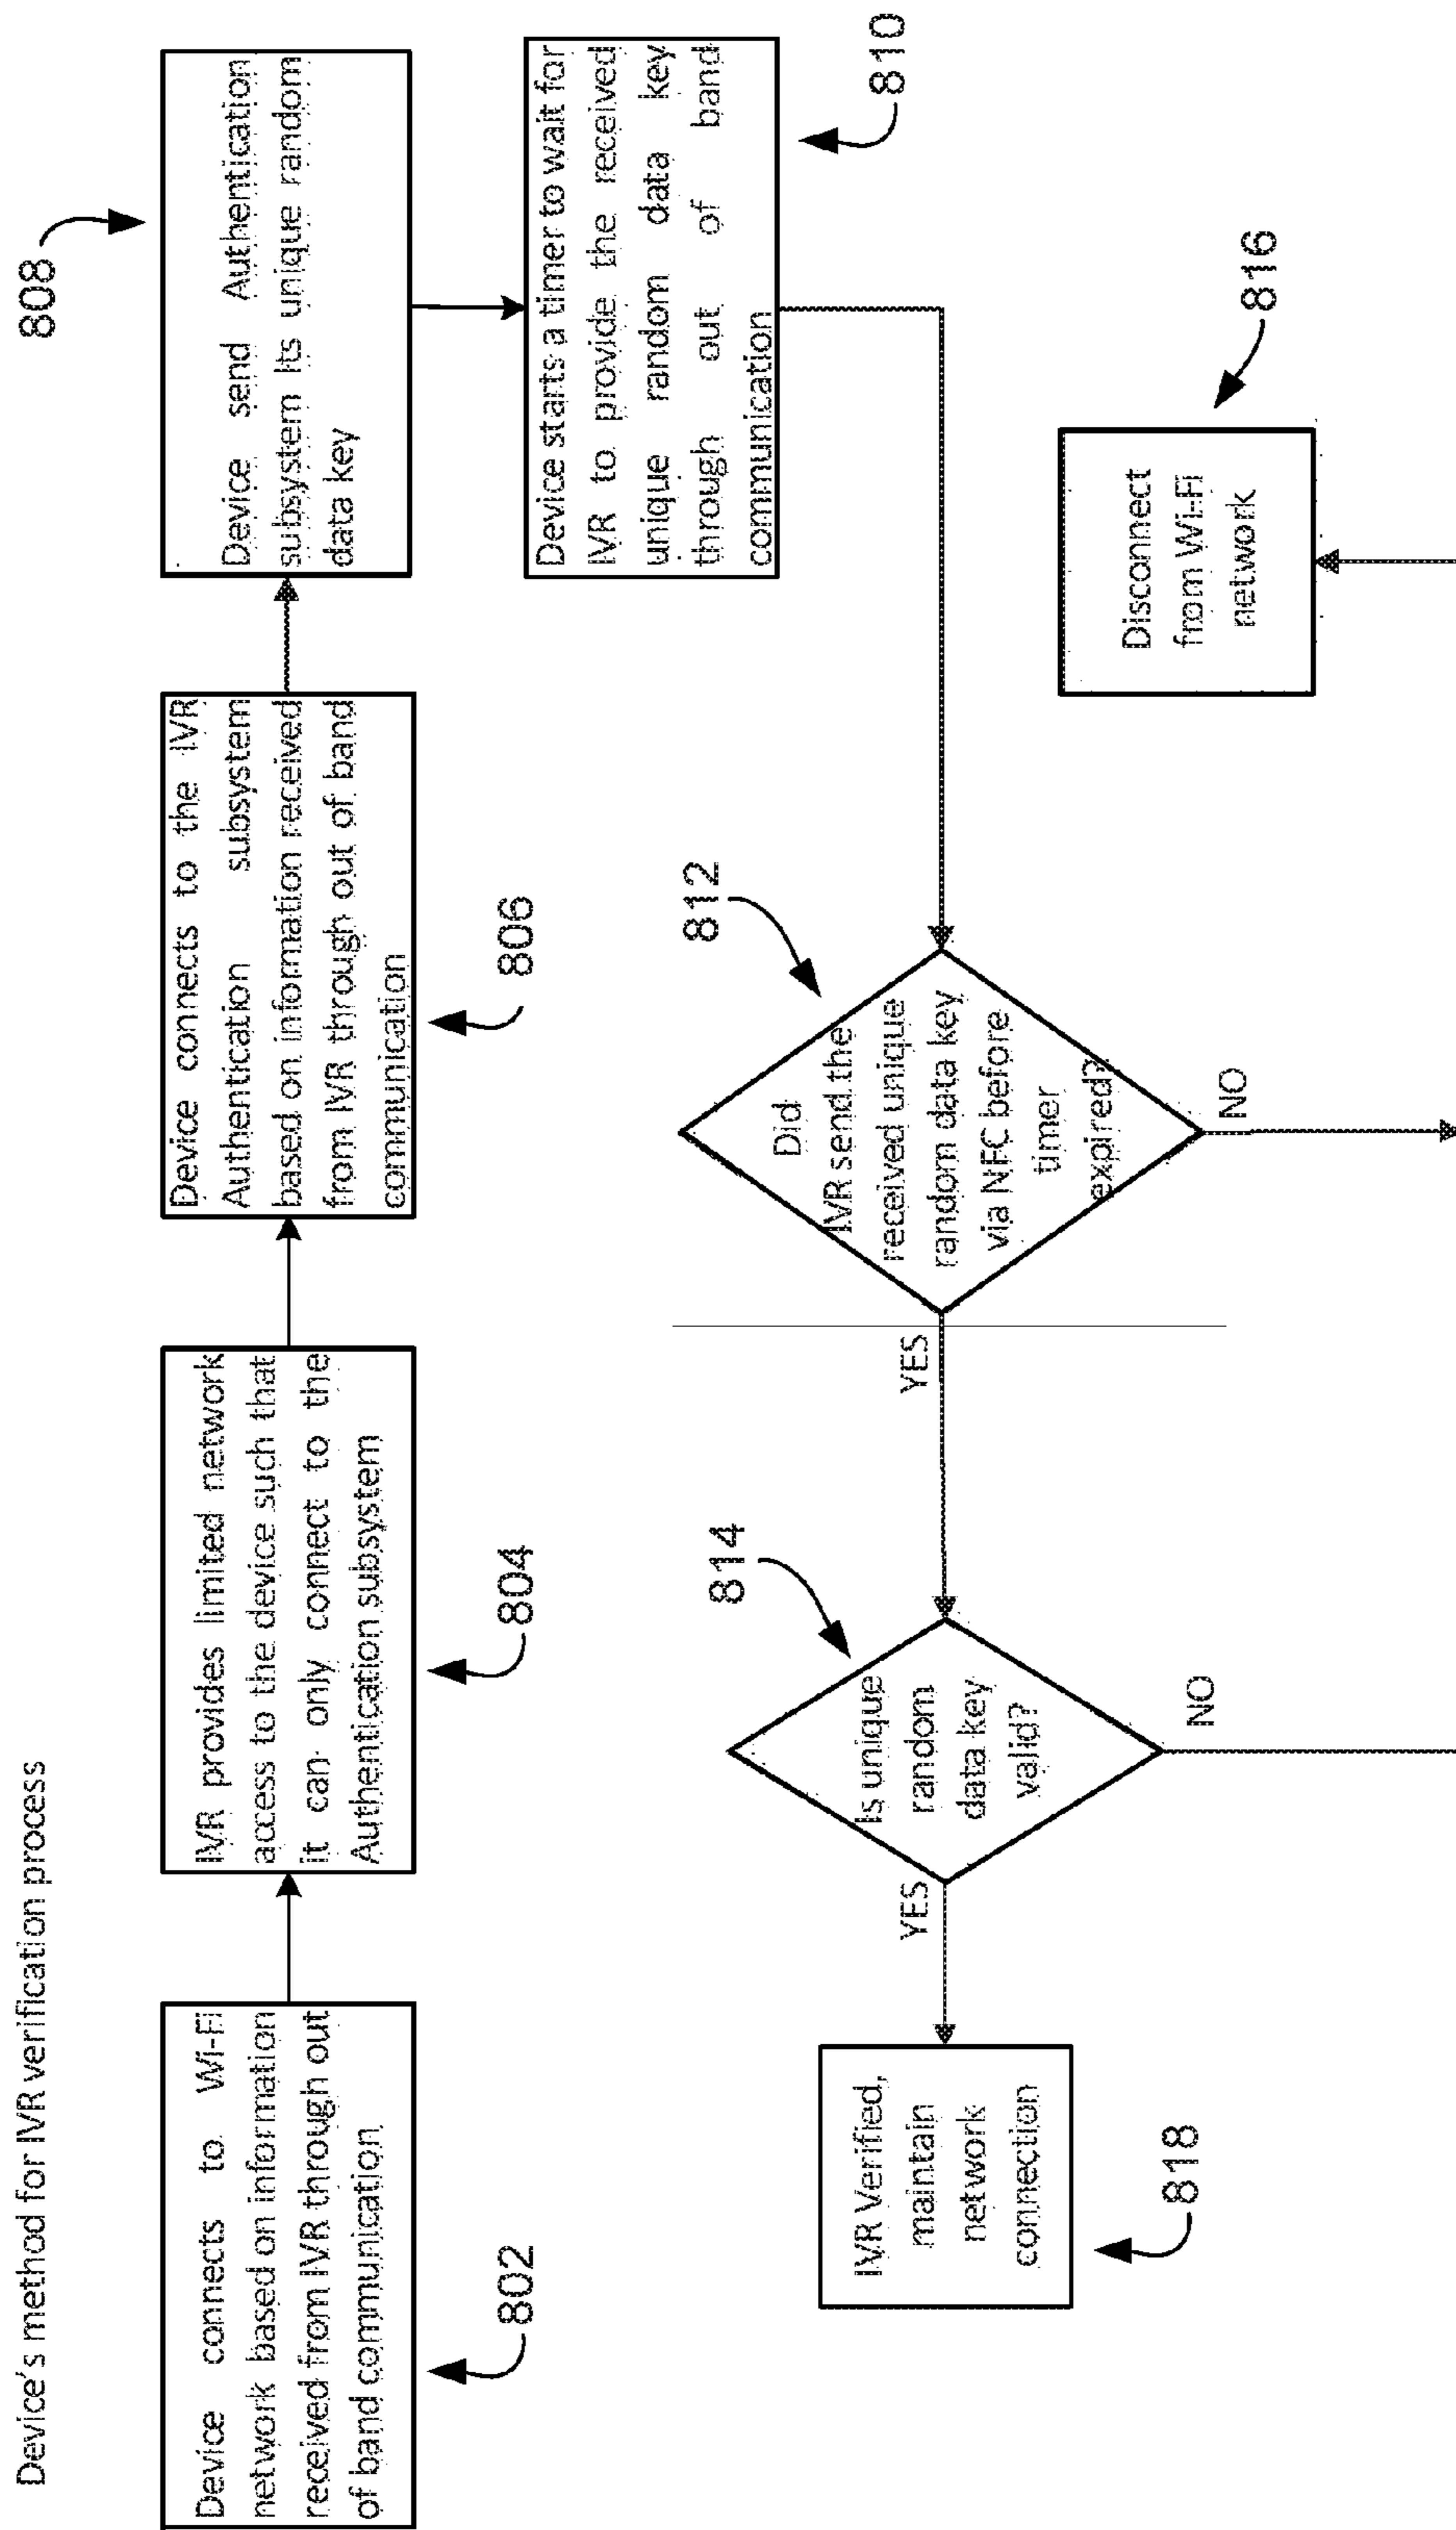 Device's method for IVR verification process
Device connects to Wi-Fi
network based on information
received from IVR through out
of band communication
802
IVR provides limited network
access to the device such that
it can only connect to the
Authentication subsystem
804
Device connects to the IVR
Authentication subsystem
based on information received
from IVR through out of band
communication
806
808
Device send Authentication
subsystem its unique random
data key
Device starts a timer to wait for
IVR to provide the received
unique random data key
through out of band
communication
810
812
Did
IVR send the
received unique
random data key
via NFC before
timer
expired?
YES
NO
814
Is unique
random
data key
valid?
YES
NO
Disconnect
from Wi-Fi
network
816
IVR Verified,
maintain
network
connection
818